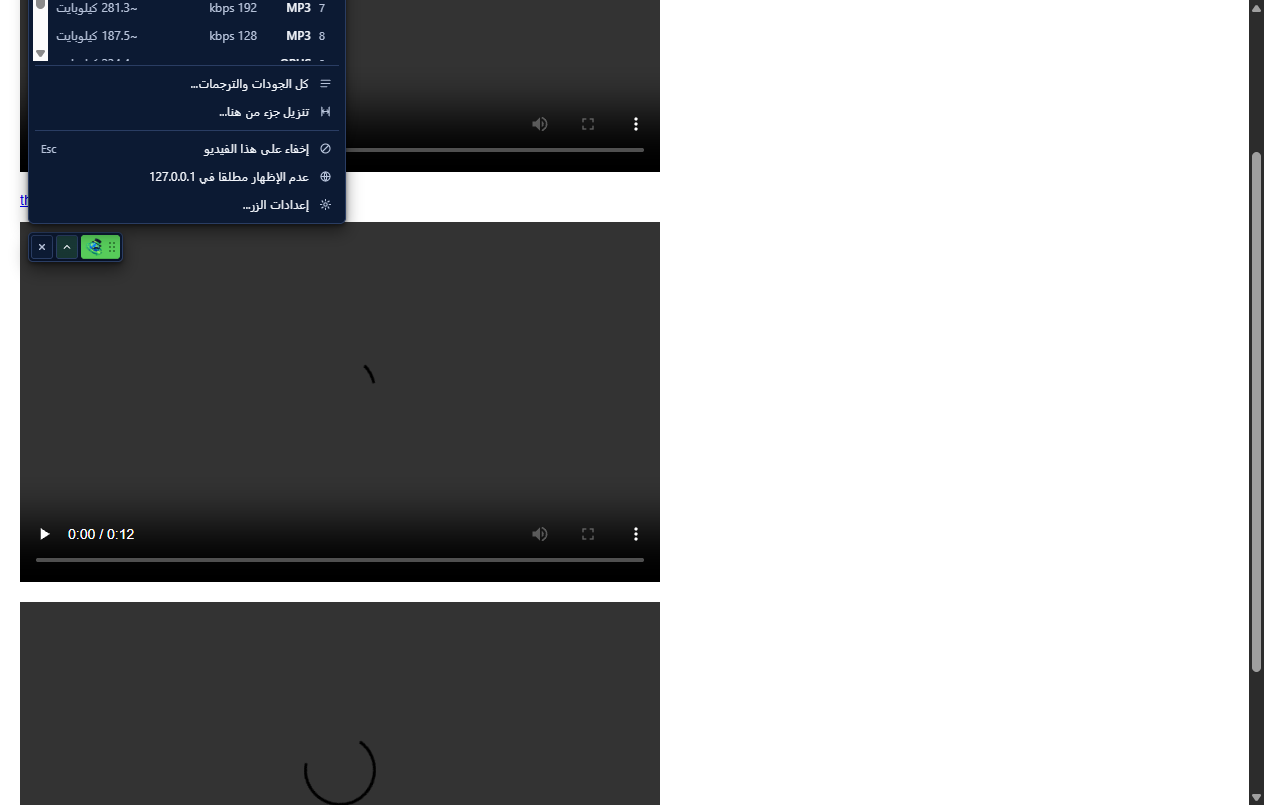 7 MP3 192 kbps ~281.3 كيلوبايت
8 MP3 128 kbps ~187.5 كيلوبايت
كل الجودات والترجمات...
تنزيل جزء من هنا...
إخفاء على هذا الفيديو Esc
عدم الإظهار مطلقا في 127.0.0.1
إعدادات الزر...
0:00 / 0:12